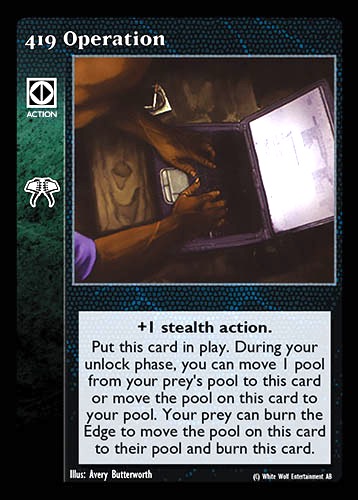 419 Operation
ACTION
+1 stealth action.
Put this card in play. During your
unlock phase, you can move 1 pool
from your prey's pool to this card
or move the pool on this card to
your pool. Your prey can burn the
Edge to move the pool on this card
to their pool and burn this card.
Illus: Avery Butterworth
(C) White Wolf Entertainment AB